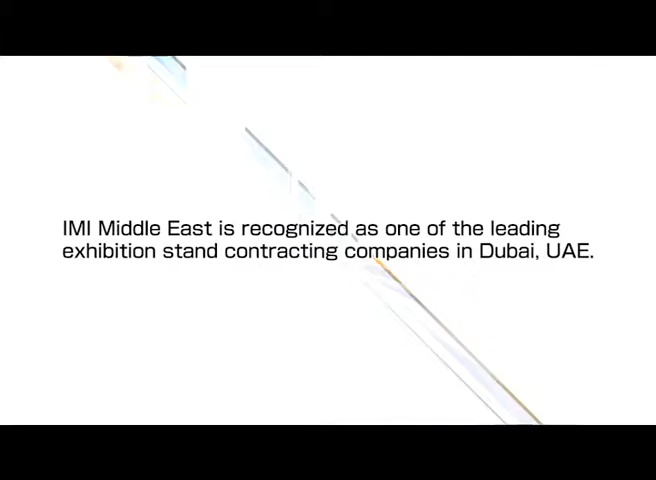 IMI Middle East is recognized as one of the leading
exhibition stand contracting companies in Dubai, UAE.